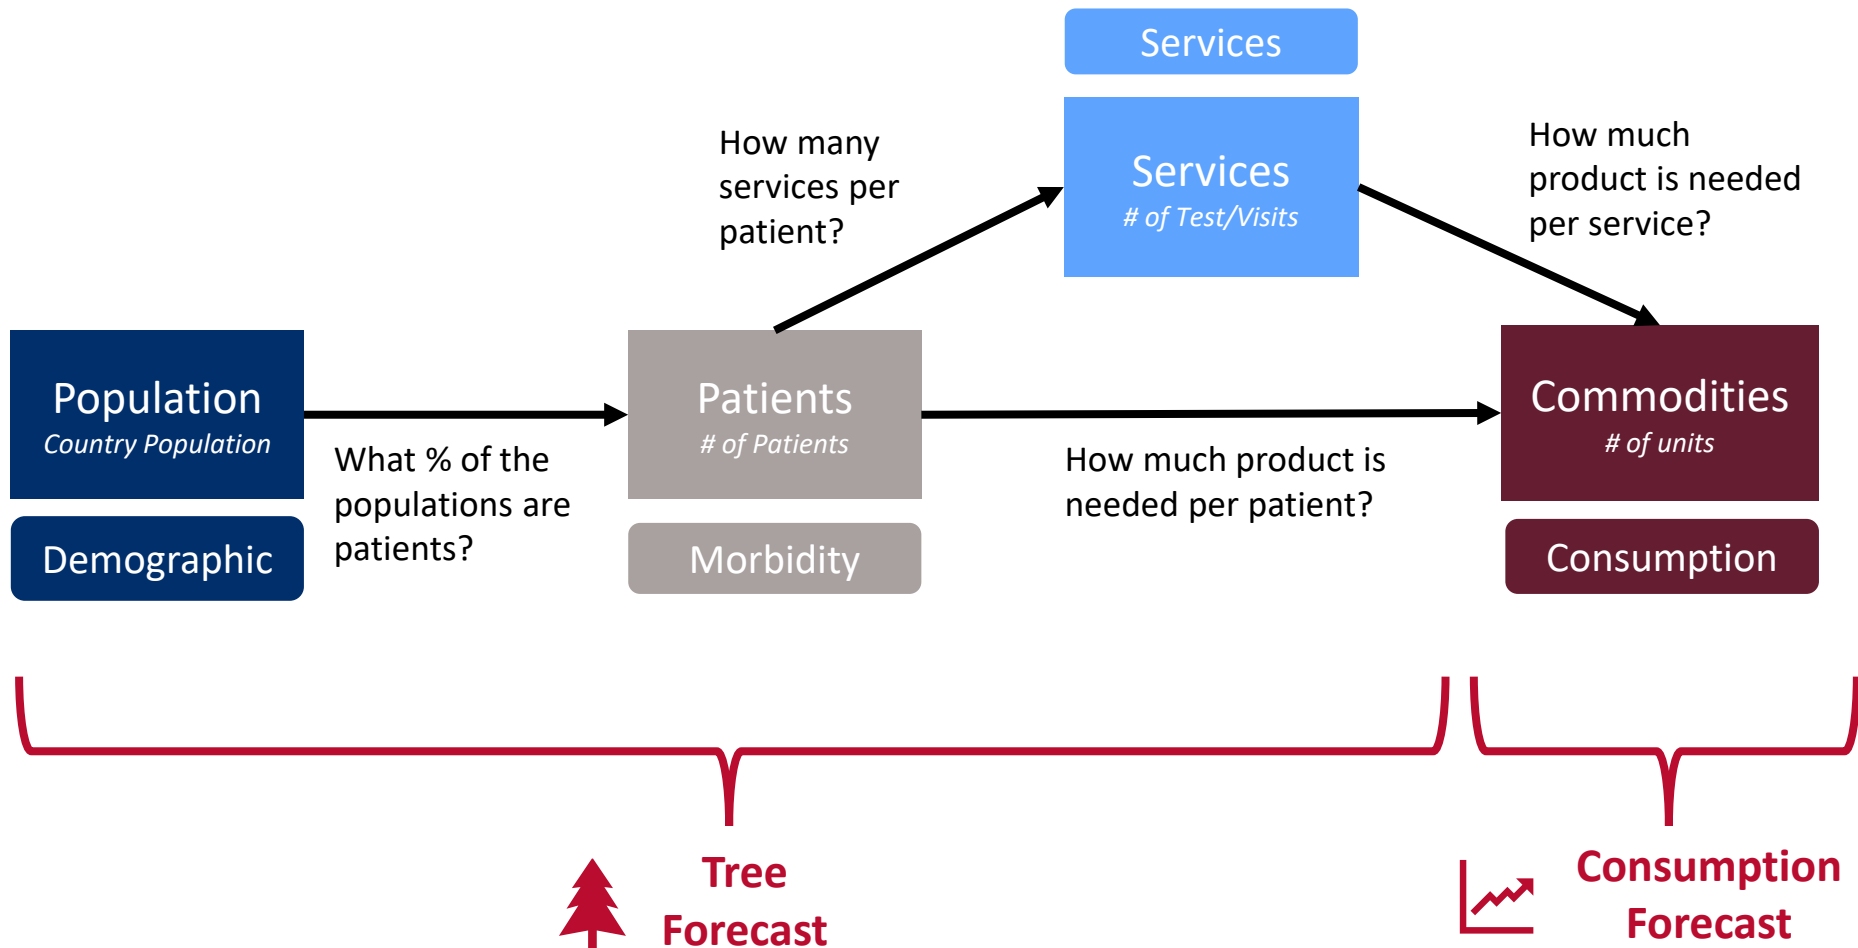 Services
How many
services per
patient?
Services
# of Test/Visits
How much
product is needed
per service?
Population
Country Population
Patients
# of Patients
Commodities
# of units
What % of the
populations are
patients?
How much product is
needed per patient?
Demographic
Morbidity
Consumption
Tree
Forecast
Consumption
Forecast